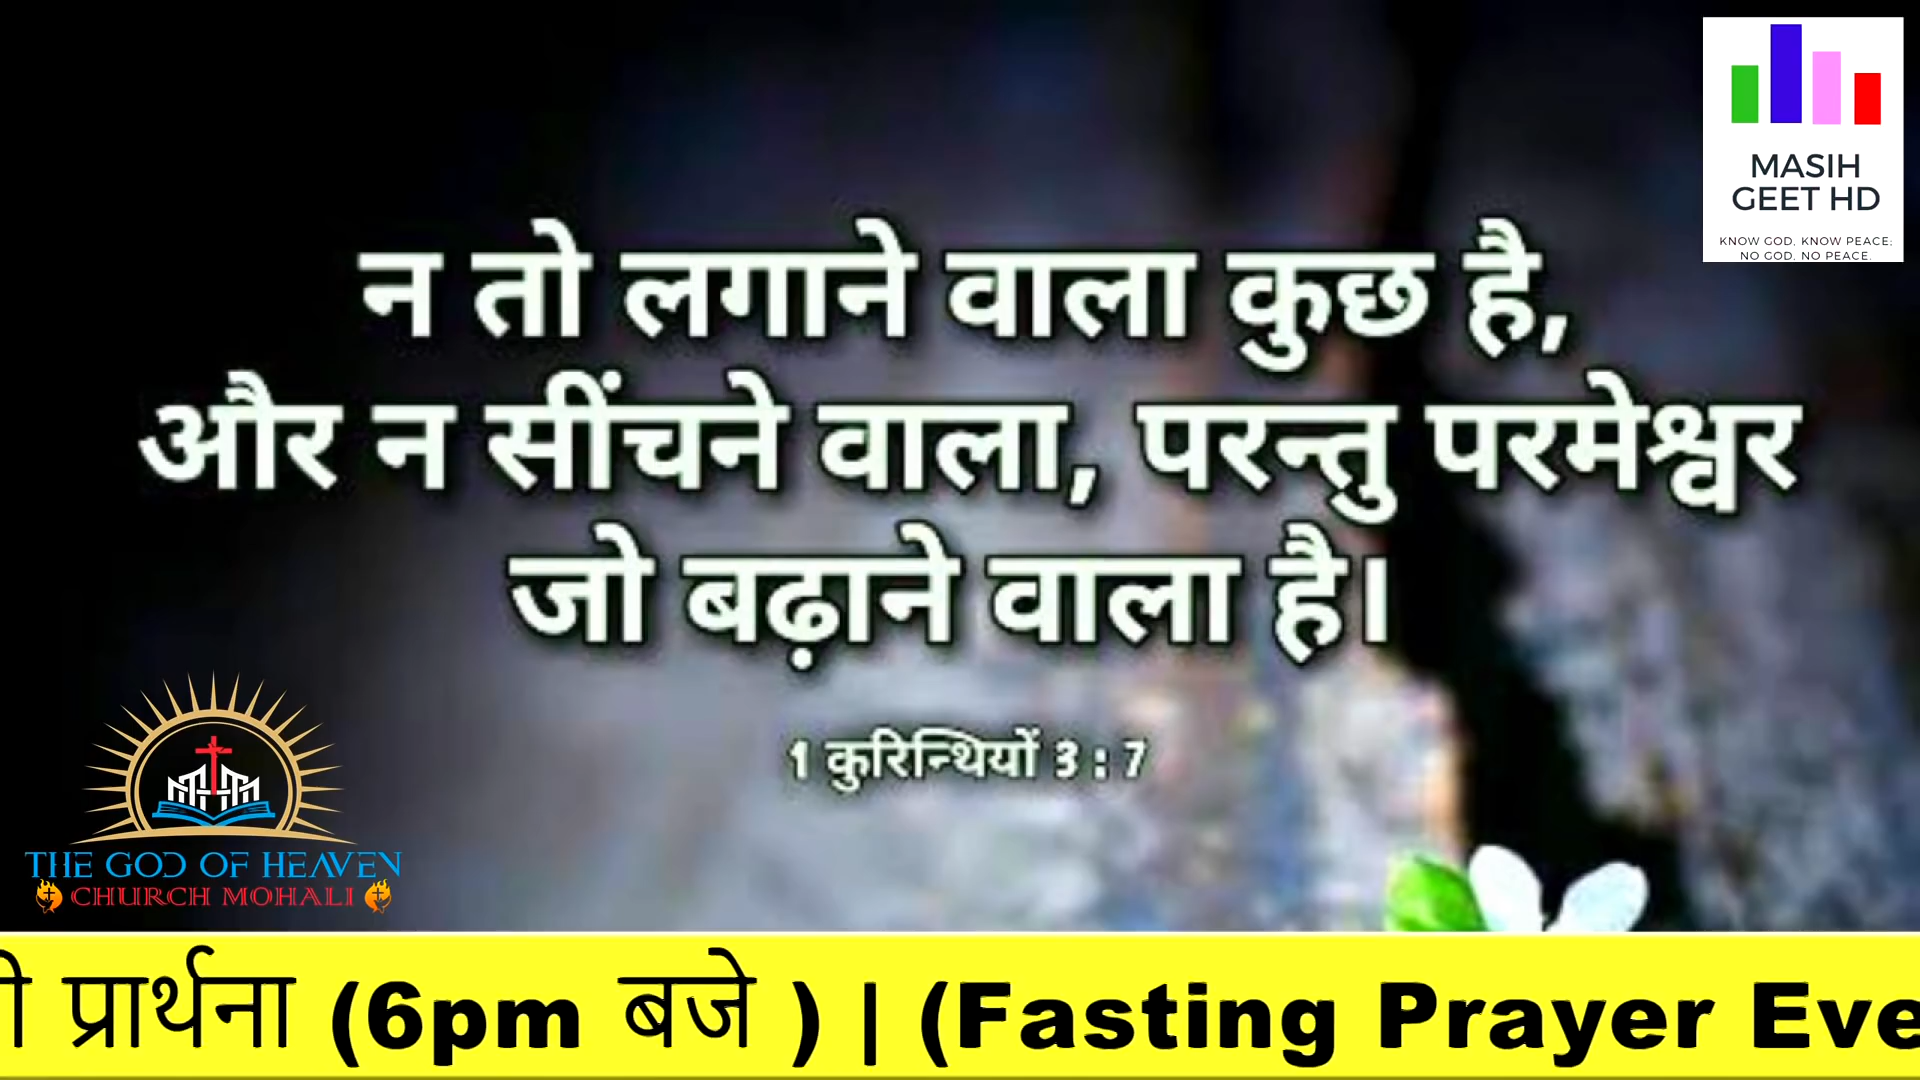 MASIH
GEET HD
KNOW GOD, KNOW PEACE;
NO GOD, NO PEACE.
न तो लगाने वाला कुछ है,
और न सींचने वाला, परन्तु परमेश्वर
जो बढ़ाने वाला है।
1 कुरिन्थियों 3 : 7
THE GOD OF HEAVEN
CHURCH MOHALI
प्रार्थना (6pm बजे ) | (Fasting Prayer Eve